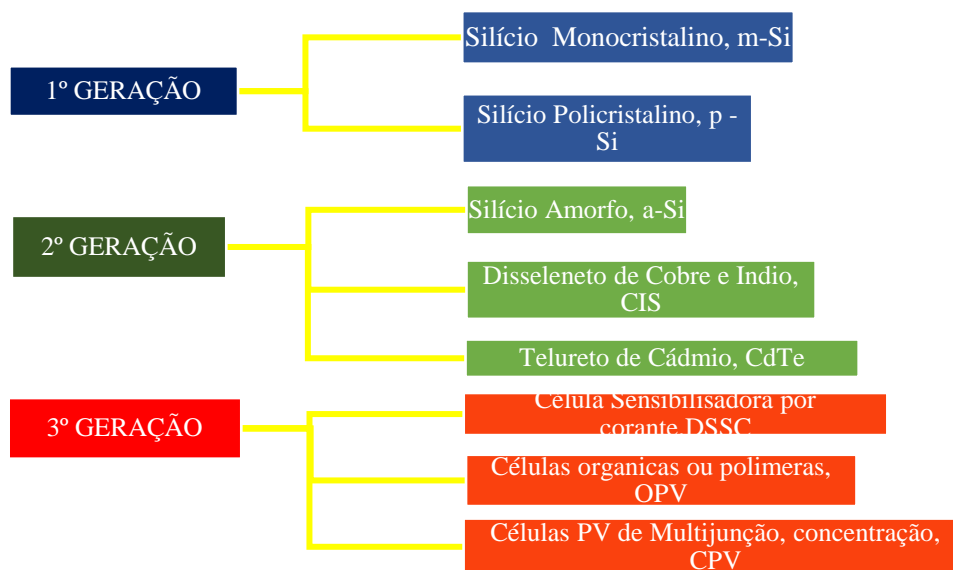 Silício Monocristalino, m-Si
1º GERAÇÃO
Silício Policristalino, p -
Si
Silício Amorfo, a-Si
2º GERAÇÃO
Disseleneto de Cobre e Indio,
CIS
Telureto de Cádmio, CdTe
3º GERAÇÃO
Célula Sensibilisadora por
corante,DSSC
Células organicas ou polimeras,
OPV
Células PV de Multijunção, concentração,
CPV